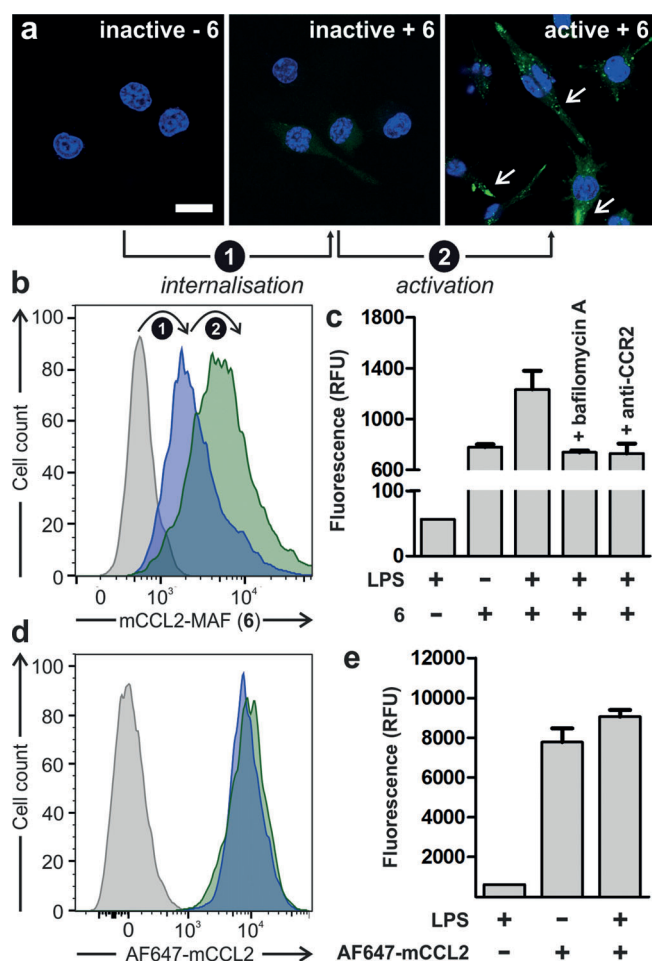 a
inactive - 6
inactive + 6
active + 6
1
2
internalisation
activation
b
1
2
Cell count
100
80
60
40
20
0
0
10³
10⁴
mCCL2-MAF (6)
c
Fluorescence (RFU)
1800
1400
1000
600
100
0
+ bafilomycin A
+ anti-CCR2
LPS + - + + +
6 - + + + +
d
Cell count
100
80
60
40
20
0
0
10³
10⁴
AF647-mCCL2
e
Fluorescence (RFU)
12000
10000
8000
6000
4000
2000
LPS + - +
AF647-mCCL2 - + +